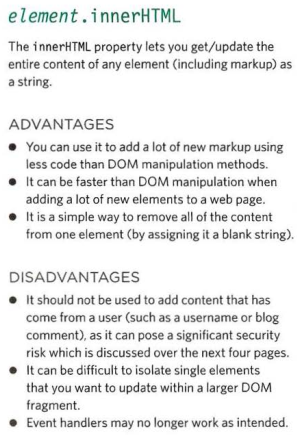 element.innerHTML
The innerHTML property lets you get/update the
entire content of any element (including markup) as
a string.
ADVANTAGES
● You can use it to add a lot of new markup using
less code than DOM manipulation methods.
● It can be faster than DOM manipulation when
adding a lot of new elements to a web page.
● It is a simple way to remove all of the content
from one element (by assigning it a blank string).
DISADVANTAGES
● It should not be used to add content that has
come from a user (such as a username or blog
comment), as it can pose a significant security
risk which is discussed over the next four pages.
● It can be difficult to isolate single elements
that you want to update within a larger DOM
fragment.
● Event handlers may no longer work as intended.